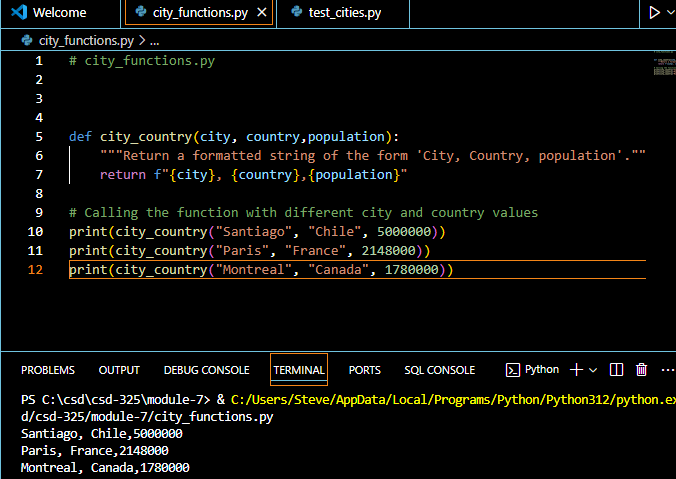 Welcome city_functions.py test_cities.py
city_functions.py > ...
1 # city_functions.py
2
3
4
5 def city_country(city, country,population):
6 """Return a formatted string of the form 'City, Country, population'.""
7 return f"{city}, {country},{population}"
8
9 # Calling the function with different city and country values
10 print(city_country("Santiago", "Chile", 5000000))
11 print(city_country("Paris", "France", 2148000))
12 print(city_country("Montreal", "Canada", 1780000))
PROBLEMS OUTPUT DEBUG CONSOLE TERMINAL PORTS SQL CONSOLE Python
PS C:\csd\csd-325\module-7> & C:/Users/Steve/AppData/Local/Programs/Python/Python312/python.ex
d/csd-325/module-7/city_functions.py
Santiago, Chile,5000000
Paris, France,2148000
Montreal, Canada,1780000